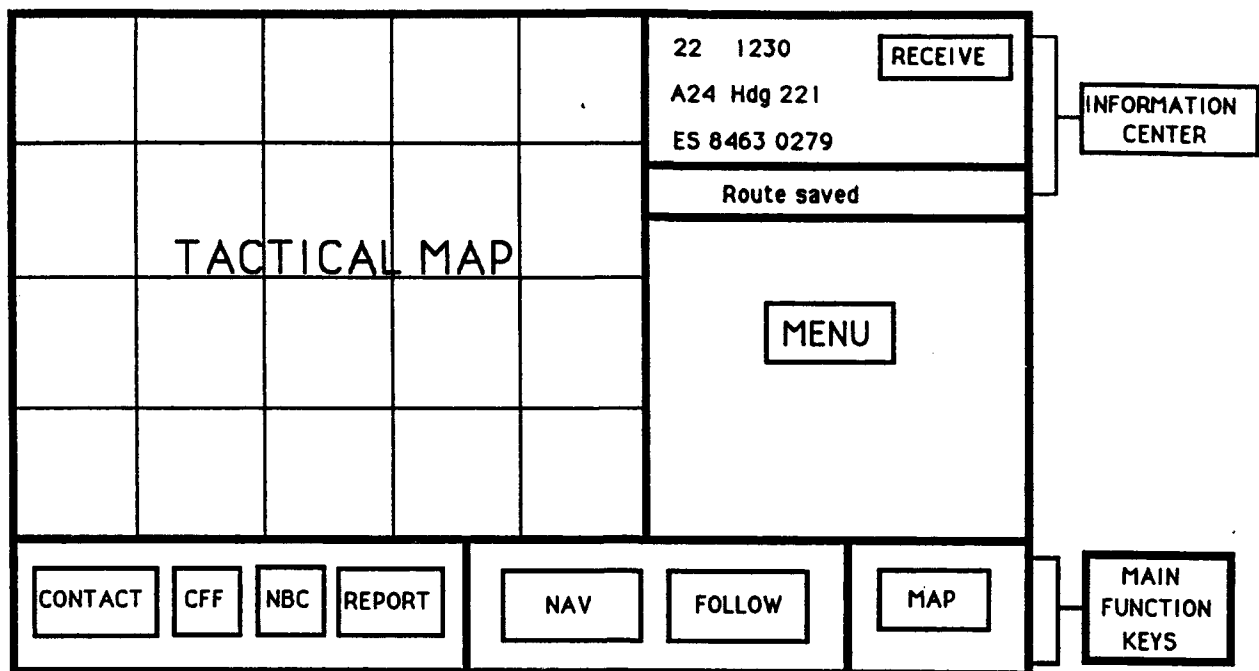 22 1230
RECEIVE
A24 Hdg 221
ES 8463 0279
Route saved
INFORMATION
CENTER
TACTICAL MAP
MENU
CONTACT
CFF
NBC
REPORT
NAV
FOLLOW
MAP
MAIN
FUNCTION
KEYS